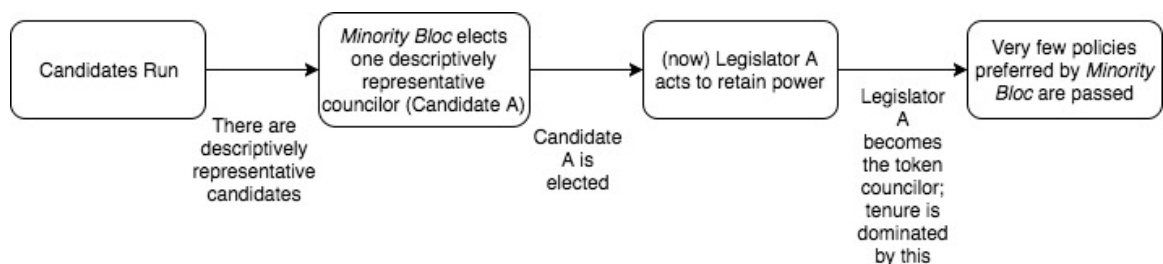 Candidates Run
There are
descriptively
representative
candidates
Minority Bloc elects
one descriptively
representative
councilor (Candidate A)
Candidate
A is
elected
(now) Legislator A
acts to retain power
Legislator
A
becomes
the token
councilor;
tenure is
dominated
by this
Very few policies
preferred by Minority
Bloc are passed